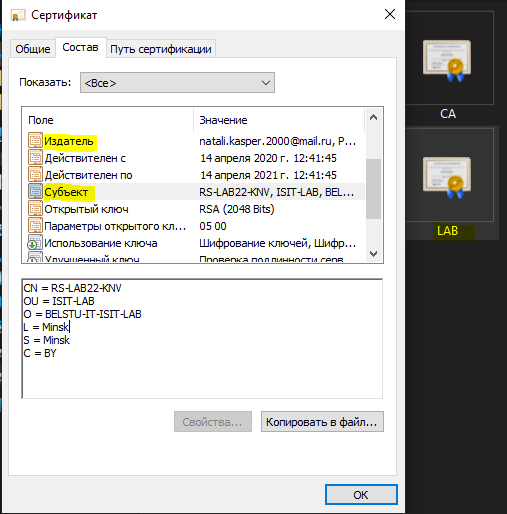 Сертификат
Общие Состав Путь сертификации
Показать: <Все>
Поле Значение
Издатель natali.kasper.2000@mail.ru, P...
Действителен с 14 апреля 2020 г. 12:41:45
Действителен по 14 апреля 2021 г. 12:41:45
Субъект RS-LAB22-KNV, ISIT-LAB, BEL...
Открытый ключ RSA (2048 Bits)
Параметры открытого кл... 05 00
Использование ключа Шифрование ключей, Шифр...
Улучшенный ключ Проверка подлинности серв
CN = RS-LAB22-KNV
OU = ISIT-LAB
O = BELSTU-IT-ISIT-LAB
L = Minsk
S = Minsk
C = BY
Свойства... Копировать в файл...
OK
CA
LAB